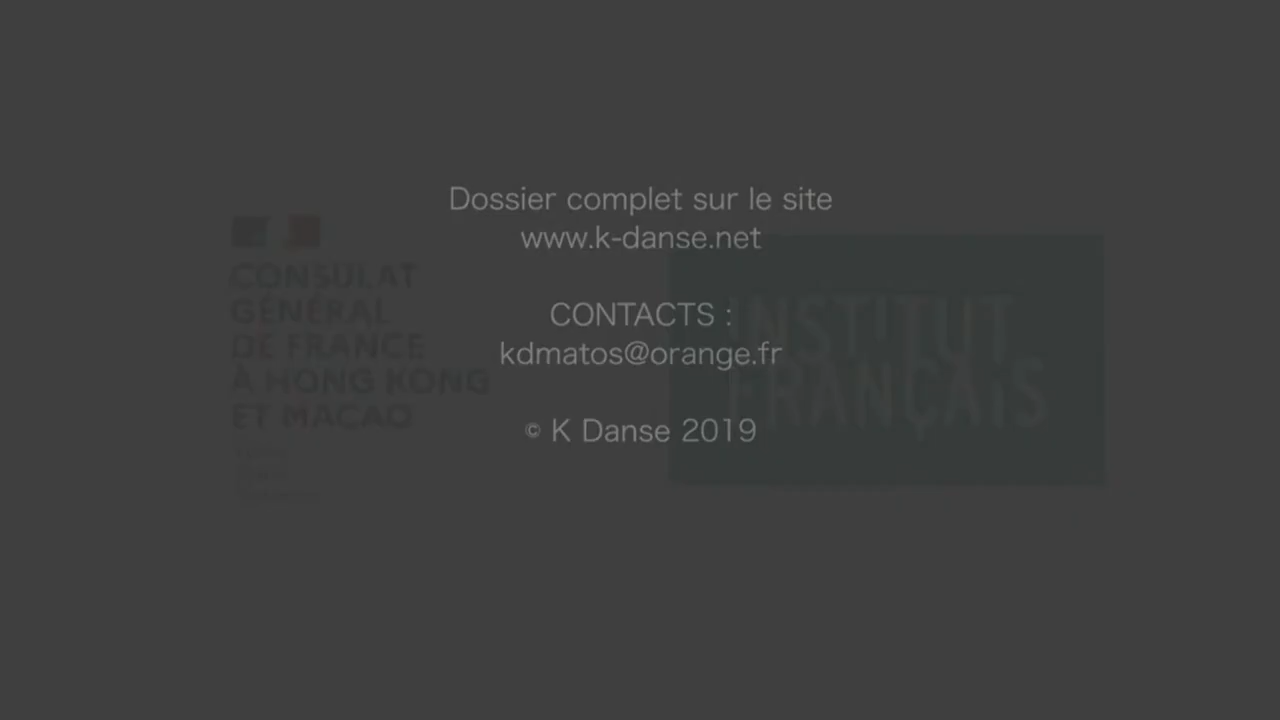 Dossier complet sur le site
www.k-danse.net
CONTACTS :
kdmatos@orange.fr
© K Danse 2019
CONSULAT
GÉNÉRAL
DE FRANCE
À HONG KONG
ET MACAO
INSTITUT
FRANÇAIS